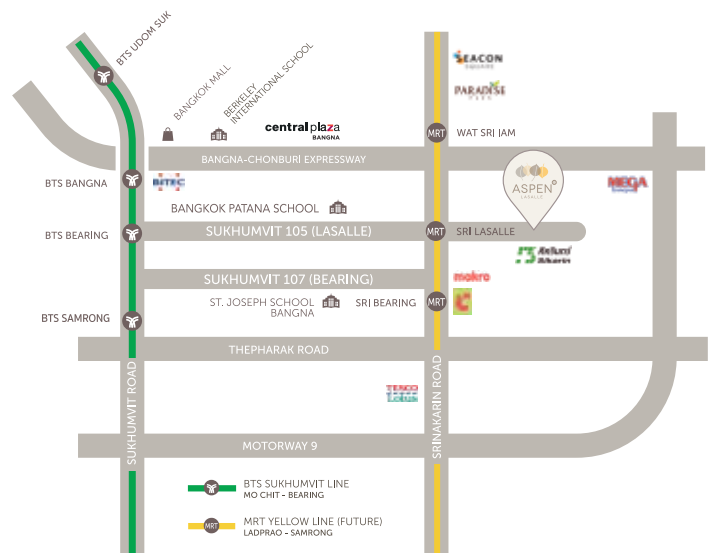 BTS UDOM SUK
BANGKOK MALL
BERKELEY
INTERNATIONAL SCHOOL
centralplaza
BANGNA
SEACON
SQUARE
PARADISE
PARK
MRT
WAT SRI JAM
BANGNA-CHONBURI EXPRESSWAY
BTS BANGNA
BITEC
ASPEN
LASALLE
MEGA
BANGKOK PATANA SCHOOL
BTS BEARING
SUKHUMVIT 105 (LASALLE)
MRT
SRI LASALLE
SUKHUMVIT 107 (BEARING)
makro
ST. JOSEPH SCHOOL
BANGNA
SRI BEARING
MRT
BTS SAMRONG
THEPHARAK ROAD
SUKHUMVIT ROAD
SRINAKARIN ROAD
TESCO
Lotus
MOTORWAY 9
BTS SUKHUMVIT LINE
MO CHIT - BEARING
MRT
MRT YELLOW LINE (FUTURE)
LADPRAO - SAMRONG